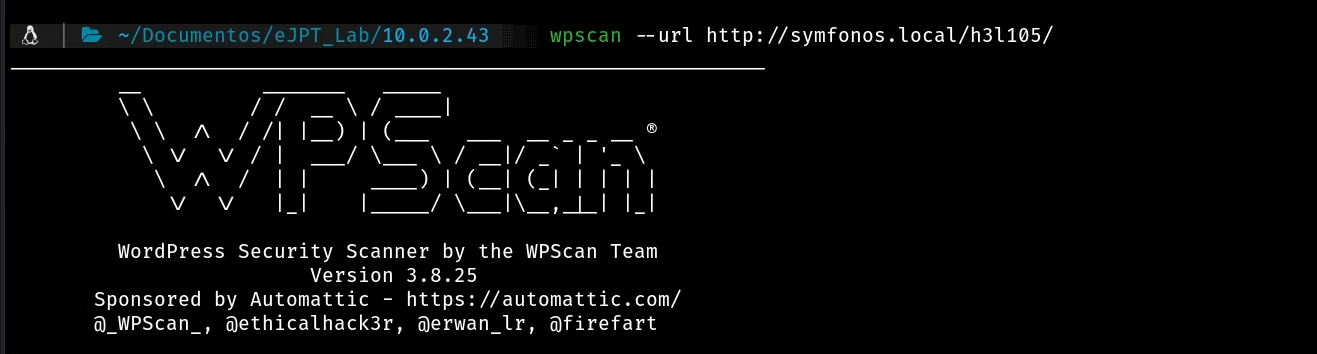 ~/Documentos/eJPT_Lab/10.0.2.43 wpscan --url http://symfonos.local/h3l105/
WPScan ®
WordPress Security Scanner by the WPScan Team
Version 3.8.25
Sponsored by Automattic - https://automattic.com/
@_WPScan_, @ethicalhack3r, @erwan_lr, @firefart